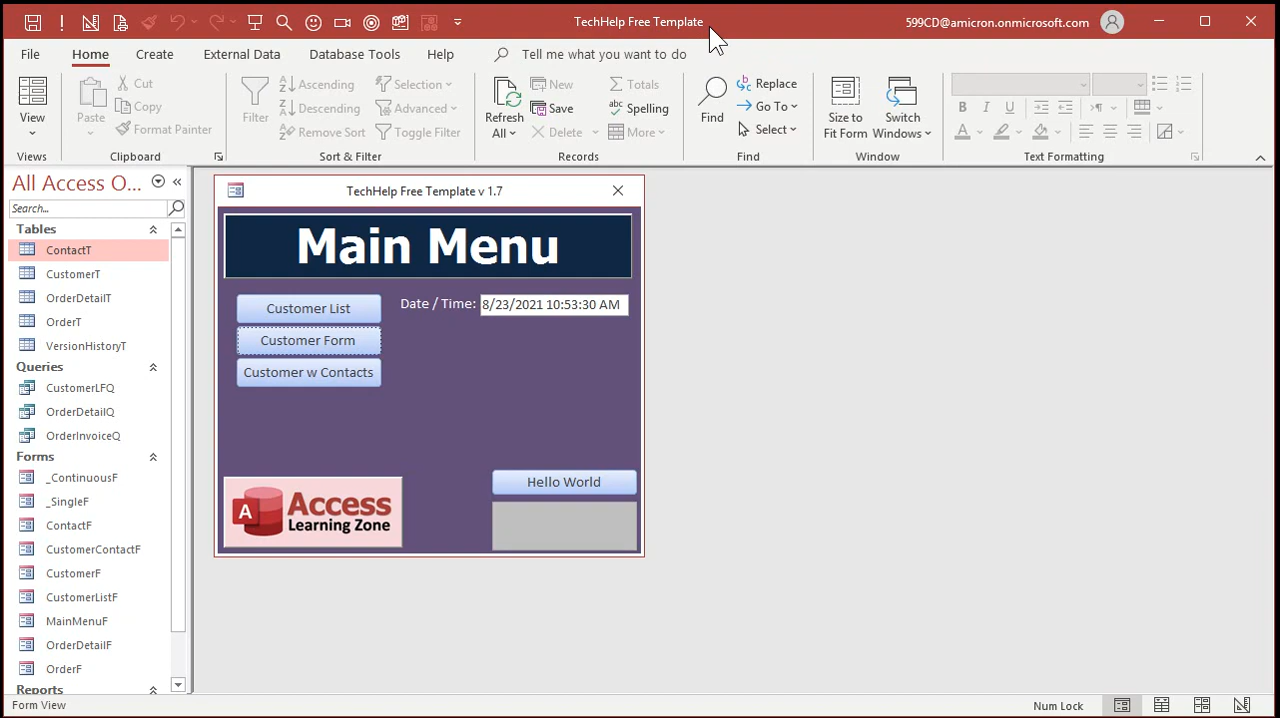 TechHelp Free Template
599CD@amicron.onmicrosoft.com
File Home Create External Data Database Tools Help Tell me what you want to do
View
Views
Paste
Cut
Copy
Format Painter
Clipboard
Filter
Ascending
Descending
Remove Sort
Selection
Advanced
Toggle Filter
Sort & Filter
Refresh
All
New
Save
Delete
Totals
Spelling
More
Records
Find
Replace
Go To
Select
Find
Size to
Fit Form
Switch
Windows
Window
B I U
A
Text Formatting
All Access O...
Search...
Tables
ContactT
CustomerT
OrderDetailT
OrderT
VersionHistoryT
Queries
CustomerLFQ
OrderDetailQ
OrderInvoiceQ
Forms
_ContinuousF
_SingleF
ContactF
CustomerContactF
CustomerF
CustomerListF
MainMenuF
OrderDetailF
OrderF
Reports
TechHelp Free Template v 1.7
Main Menu
Customer List
Customer Form
Customer w Contacts
Date / Time: 8/23/2021 10:53:30 AM
Hello World
A Access
Learning Zone
Form View
Num Lock